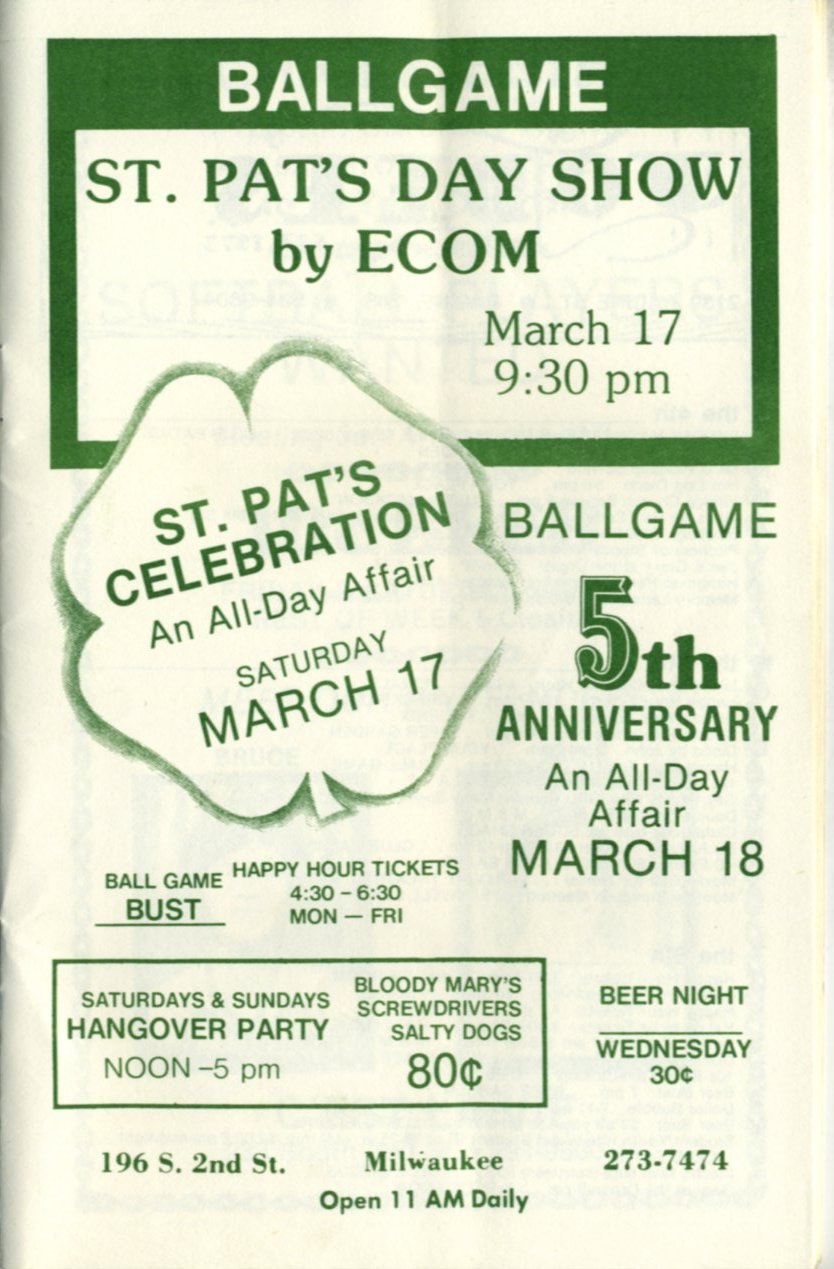 BALLGAME
ST. PAT'S DAY SHOW
by ECOM
March 17
9:30 pm
ST. PAT'S
CELEBRATION
An All-Day Affair
SATURDAY
MARCH 17
BALLGAME
5th
ANNIVERSARY
An All-Day
Affair
MARCH 18
BALL GAME
BUST
HAPPY HOUR TICKETS
4:30 – 6:30
MON — FRI
SATURDAYS & SUNDAYS
HANGOVER PARTY
NOON –5 pm
BLOODY MARY'S
SCREWDRIVERS
SALTY DOGS
80¢
BEER NIGHT
WEDNESDAY
30¢
196 S. 2nd St. Milwaukee 273-7474
Open 11 AM Daily